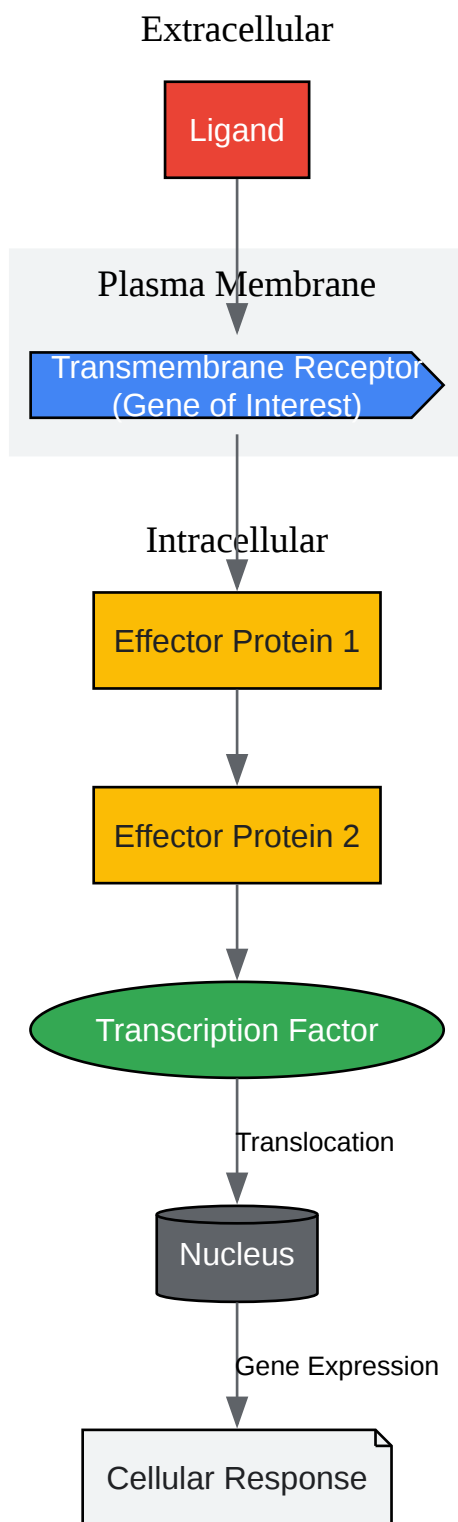 Extracellular
Ligand
Plasma Membrane
Transmembrane Receptor
(Gene of Interest)
Intracellular
Effector Protein 1
Effector Protein 2
Transcription Factor
Translocation
Nucleus
Gene Expression
Cellular Response